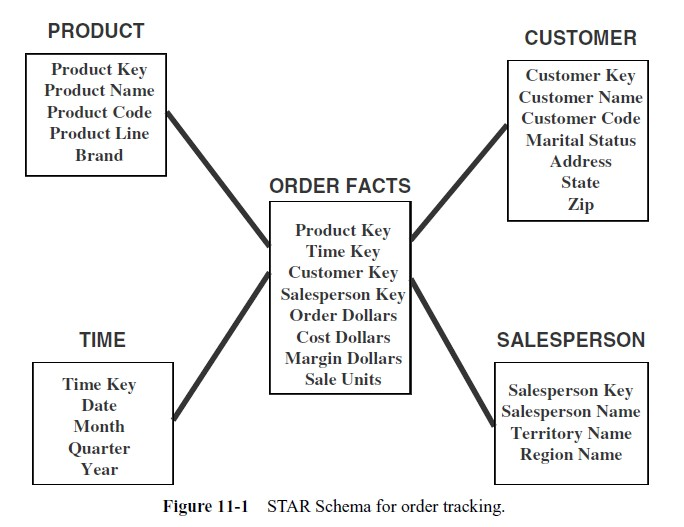 PRODUCT
Product Key
Product Name
Product Code
Product Line
Brand
CUSTOMER
Customer Key
Customer Name
Customer Code
Marital Status
Address
State
Zip
ORDER FACTS
Product Key
Time Key
Customer Key
Salesperson Key
Order Dollars
Cost Dollars
Margin Dollars
Sale Units
TIME
Time Key
Date
Month
Quarter
Year
SALESPERSON
Salesperson Key
Salesperson Name
Territory Name
Region Name
Figure 11-1 STAR Schema for order tracking.